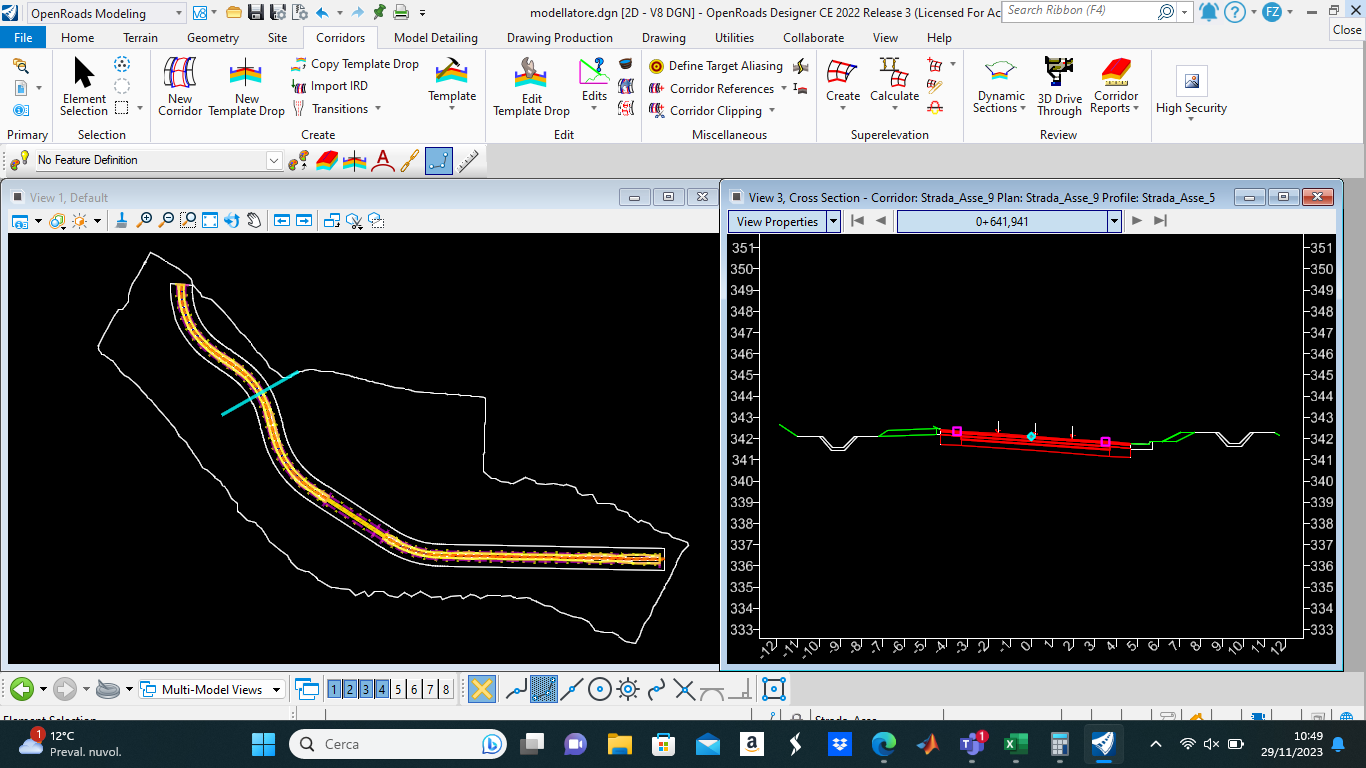 OpenRoads Modeling
modellatore.dgn [2D - V8 DGN] - OpenRoads Designer CE 2022 Release 3 (Licensed For Ac
Search Ribbon (F4)
FZ
Close
File Home Terrain Geometry Site Corridors Model Detailing Drawing Production Drawing Utilities Collaborate View Help
Primary
Element
Selection
Selection
New
Corridor
New
Template Drop
Copy Template Drop
Import IRD
Transitions
Template
Create
Edit
Template Drop
Edits
Edit
Define Target Aliasing
Corridor References
Corridor Clipping
Miscellaneous
Create
Calculate
Superelevation
Dynamic
Sections
3D Drive
Through
Corridor
Reports
Review
High Security
No Feature Definition
View 1, Default
View 3, Cross Section - Corridor: Strada_Asse_9 Plan: Strada_Asse_9 Profile: Strada_Asse_5
View Properties
0+641,941
351 351
350 350
349 349
348 348
347 347
346 346
345 345
344 344
343 343
342 342
341 341
340 340
339 339
338 338
337 337
336 336
335 335
334 334
333 333
-12 -11 -10 -9 -8 -7 -6 -5 -4 -3 -2 -1 0 1 2 3 4 5 6 7 8 9 10 11 12
Multi-Model Views
1 2 3 4 5 6 7 8
Element Selection
Strada_Asse
1
12°C
Preval. nuvol.
Cerca
1
10:49
29/11/2023